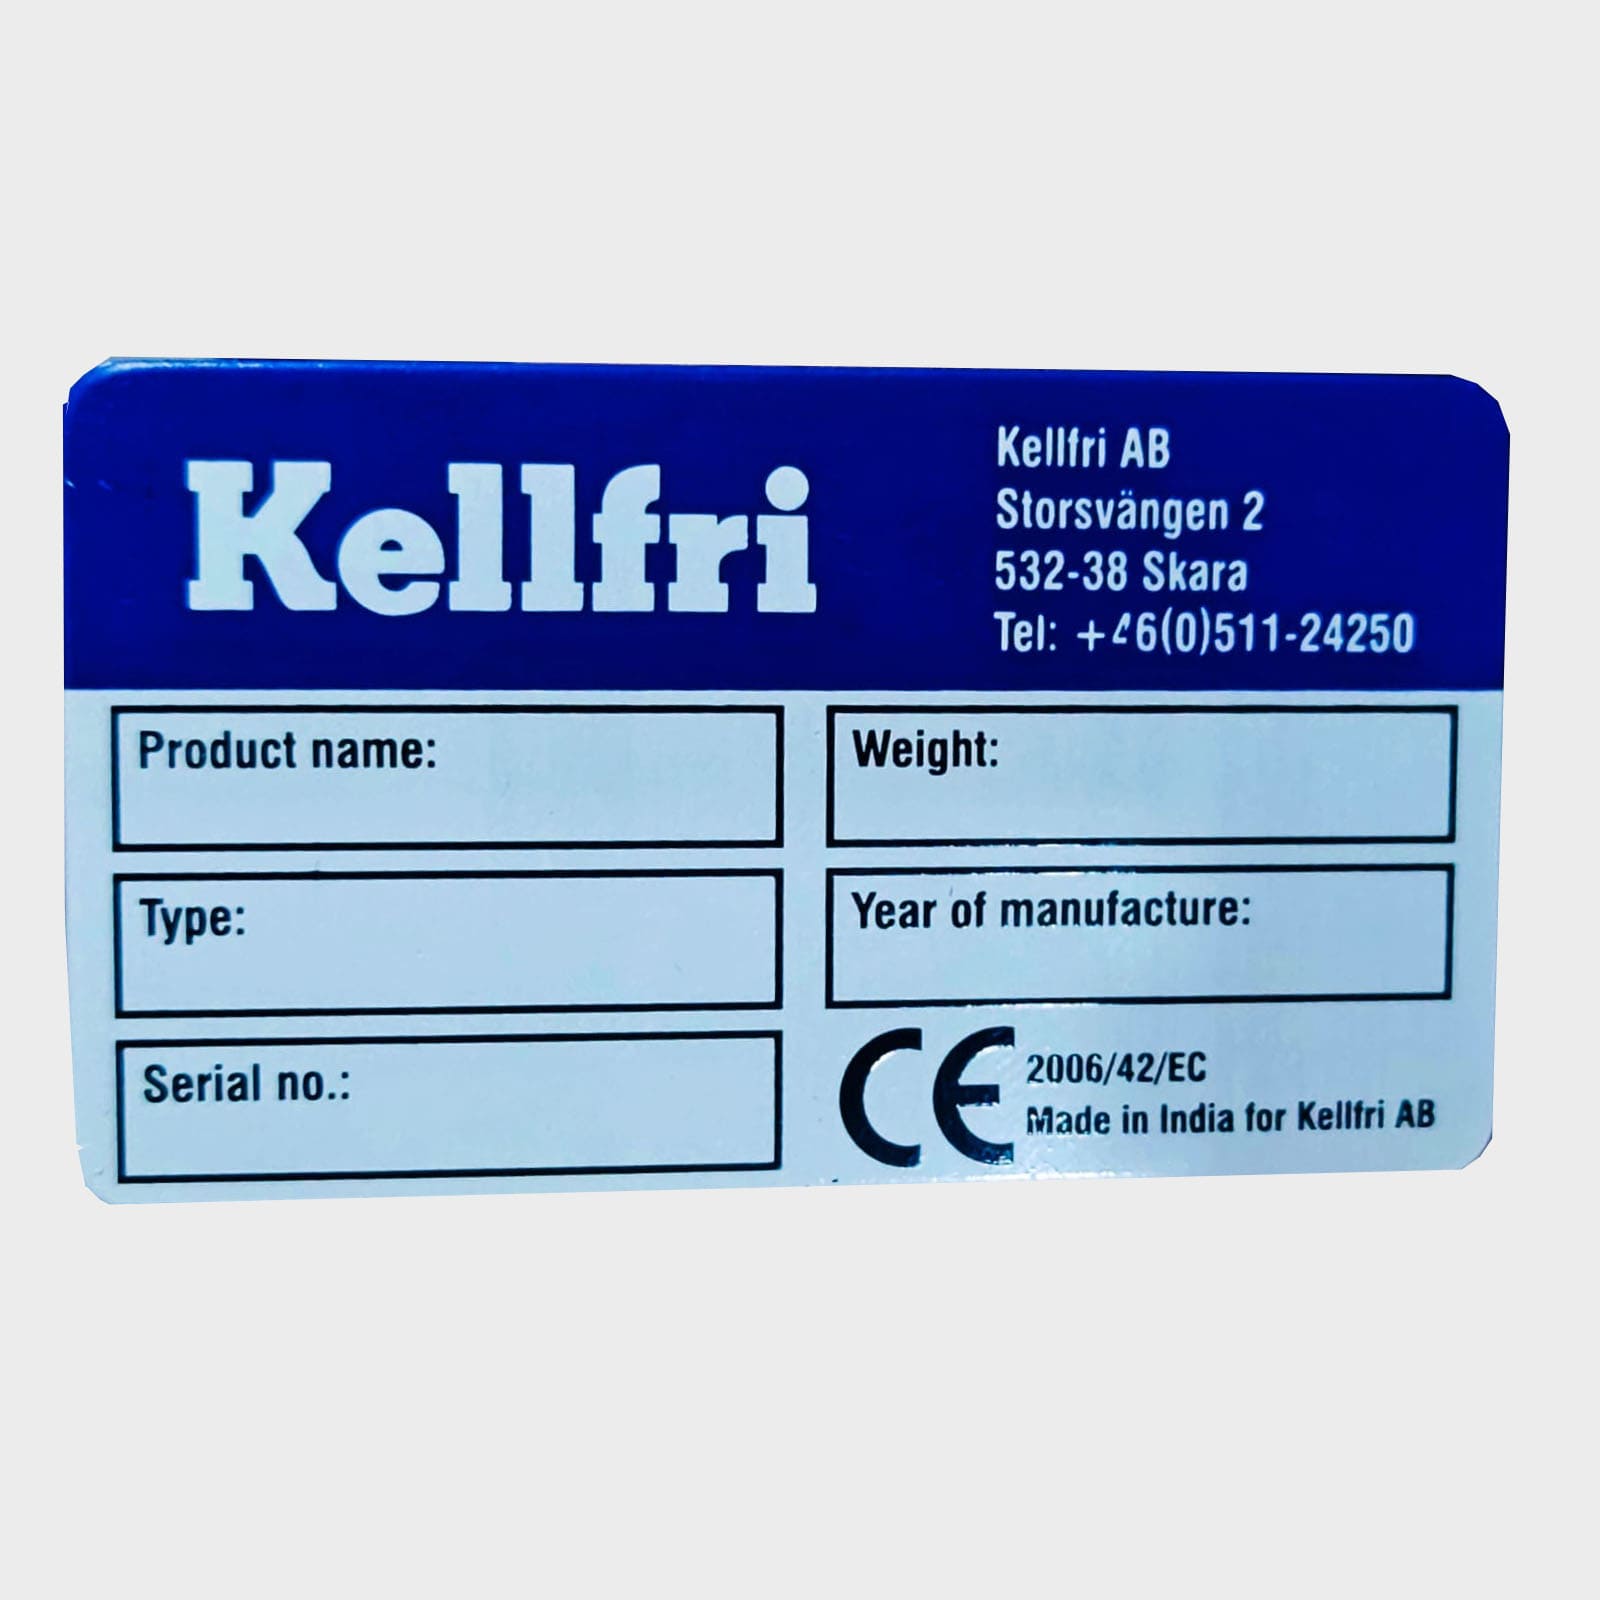 Kellfri
Kellfri AB
Storsvängen 2
532-38 Skara
Tel: +46(0)511-24250
Product name:
Weight:
Type:
Year of manufacture:
Serial no.:
CE
2006/42/EC
Made in India for Kellfri AB